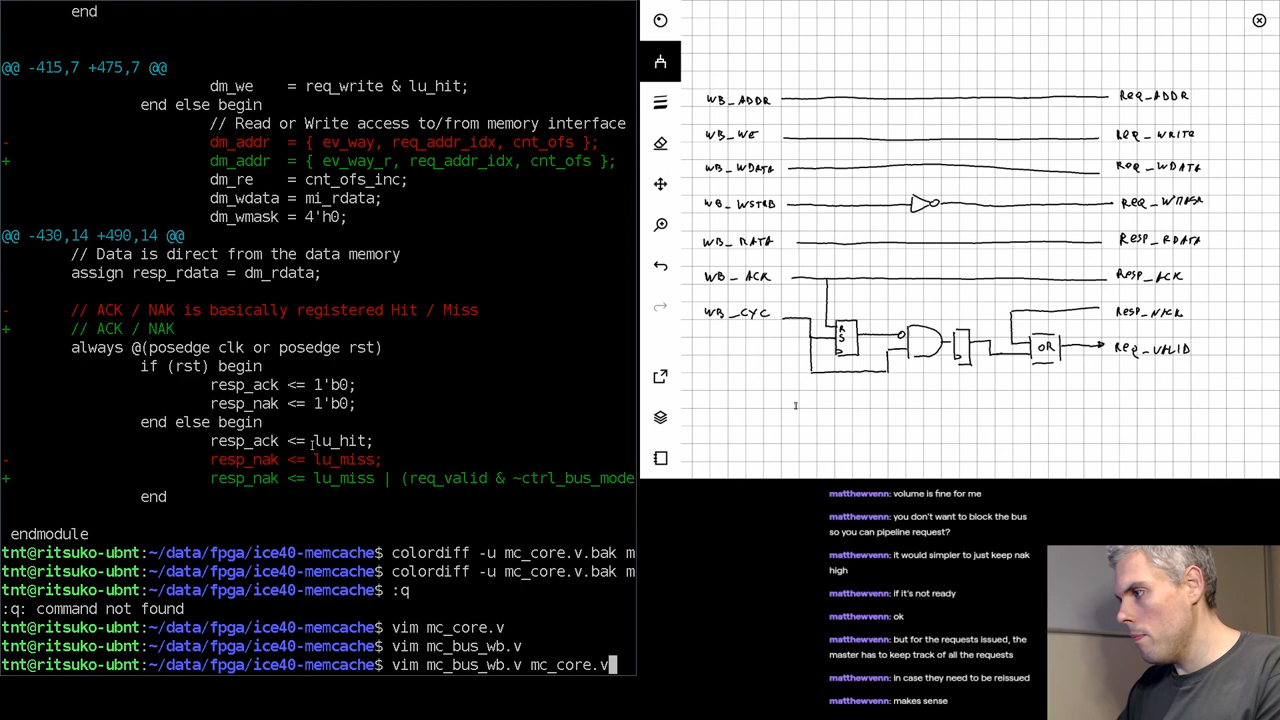 end
@@ -415,7 +475,7 @@
dm_we    = req_write & lu_hit;
end else begin
// Read or Write access to/from memory interface
-                dm_addr  = { ev_way, req_addr_idx, cnt_ofs };
+                dm_addr  = { ev_way_r, req_addr_idx, cnt_ofs };
dm_re    = cnt_ofs_inc;
dm_wdata = mi_rdata;
dm_wmask = 4'h0;
@@ -430,14 +490,14 @@
// Data is direct from the data memory
assign resp_rdata = dm_rdata;
-       // ACK / NAK is basically registered Hit / Miss
+       // ACK / NAK
always @(posedge clk or posedge rst)
if (rst) begin
resp_ack <= 1'b0;
resp_nak <= 1'b0;
end else begin
resp_ack <= lu_hit;
-                resp_nak <= lu_miss;
+                resp_nak <= lu_miss | (req_valid & ~ctrl_bus_mode
end
endmodule
tnt@ritsuko-ubnt:~/data/fpga/ice40-memcache$ colordiff -u mc_core.v.bak m
tnt@ritsuko-ubnt:~/data/fpga/ice40-memcache$ colordiff -u mc_core.v.bak m
tnt@ritsuko-ubnt:~/data/fpga/ice40-memcache$ :q
:q: command not found
tnt@ritsuko-ubnt:~/data/fpga/ice40-memcache$ vim mc_core.v
tnt@ritsuko-ubnt:~/data/fpga/ice40-memcache$ vim mc_bus_wb.v
tnt@ritsuko-ubnt:~/data/fpga/ice40-memcache$ vim mc_bus_wb.v mc_core.v
WB_ADDR Req_ADDR
WB_WE Req_WRITE
WB_WDATA Req_WDATA
WB_WSTRB Req_WMASK
WB_RATA Resp_RDATA
WB_ACK Resp_ACK
WB_CYC Resp_NACK
R
S
OR Req_VALID
matthewvenn: volume is fine for me
matthewvenn: you don't want to block the bus
so you can pipeline request?
matthewvenn: it would simpler to just keep nak
high
matthewvenn: if it's not ready
matthewvenn: ok
matthewvenn: but for the requests issued, the
master has to keep track of all the requests
matthewvenn: in case they need to be reissued
matthewvenn: makes sense